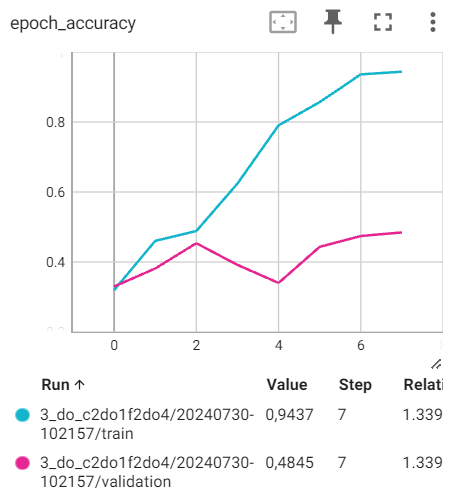 epoch_accuracy
0.8
0.6
0.4
0 2 4 6
Run ↑ Value Step Relati
3_do_c2do1f2do4/20240730- 0,9437 7 1.339
102157/train
3_do_c2do1f2do4/20240730- 0,4845 7 1.339
102157/validation